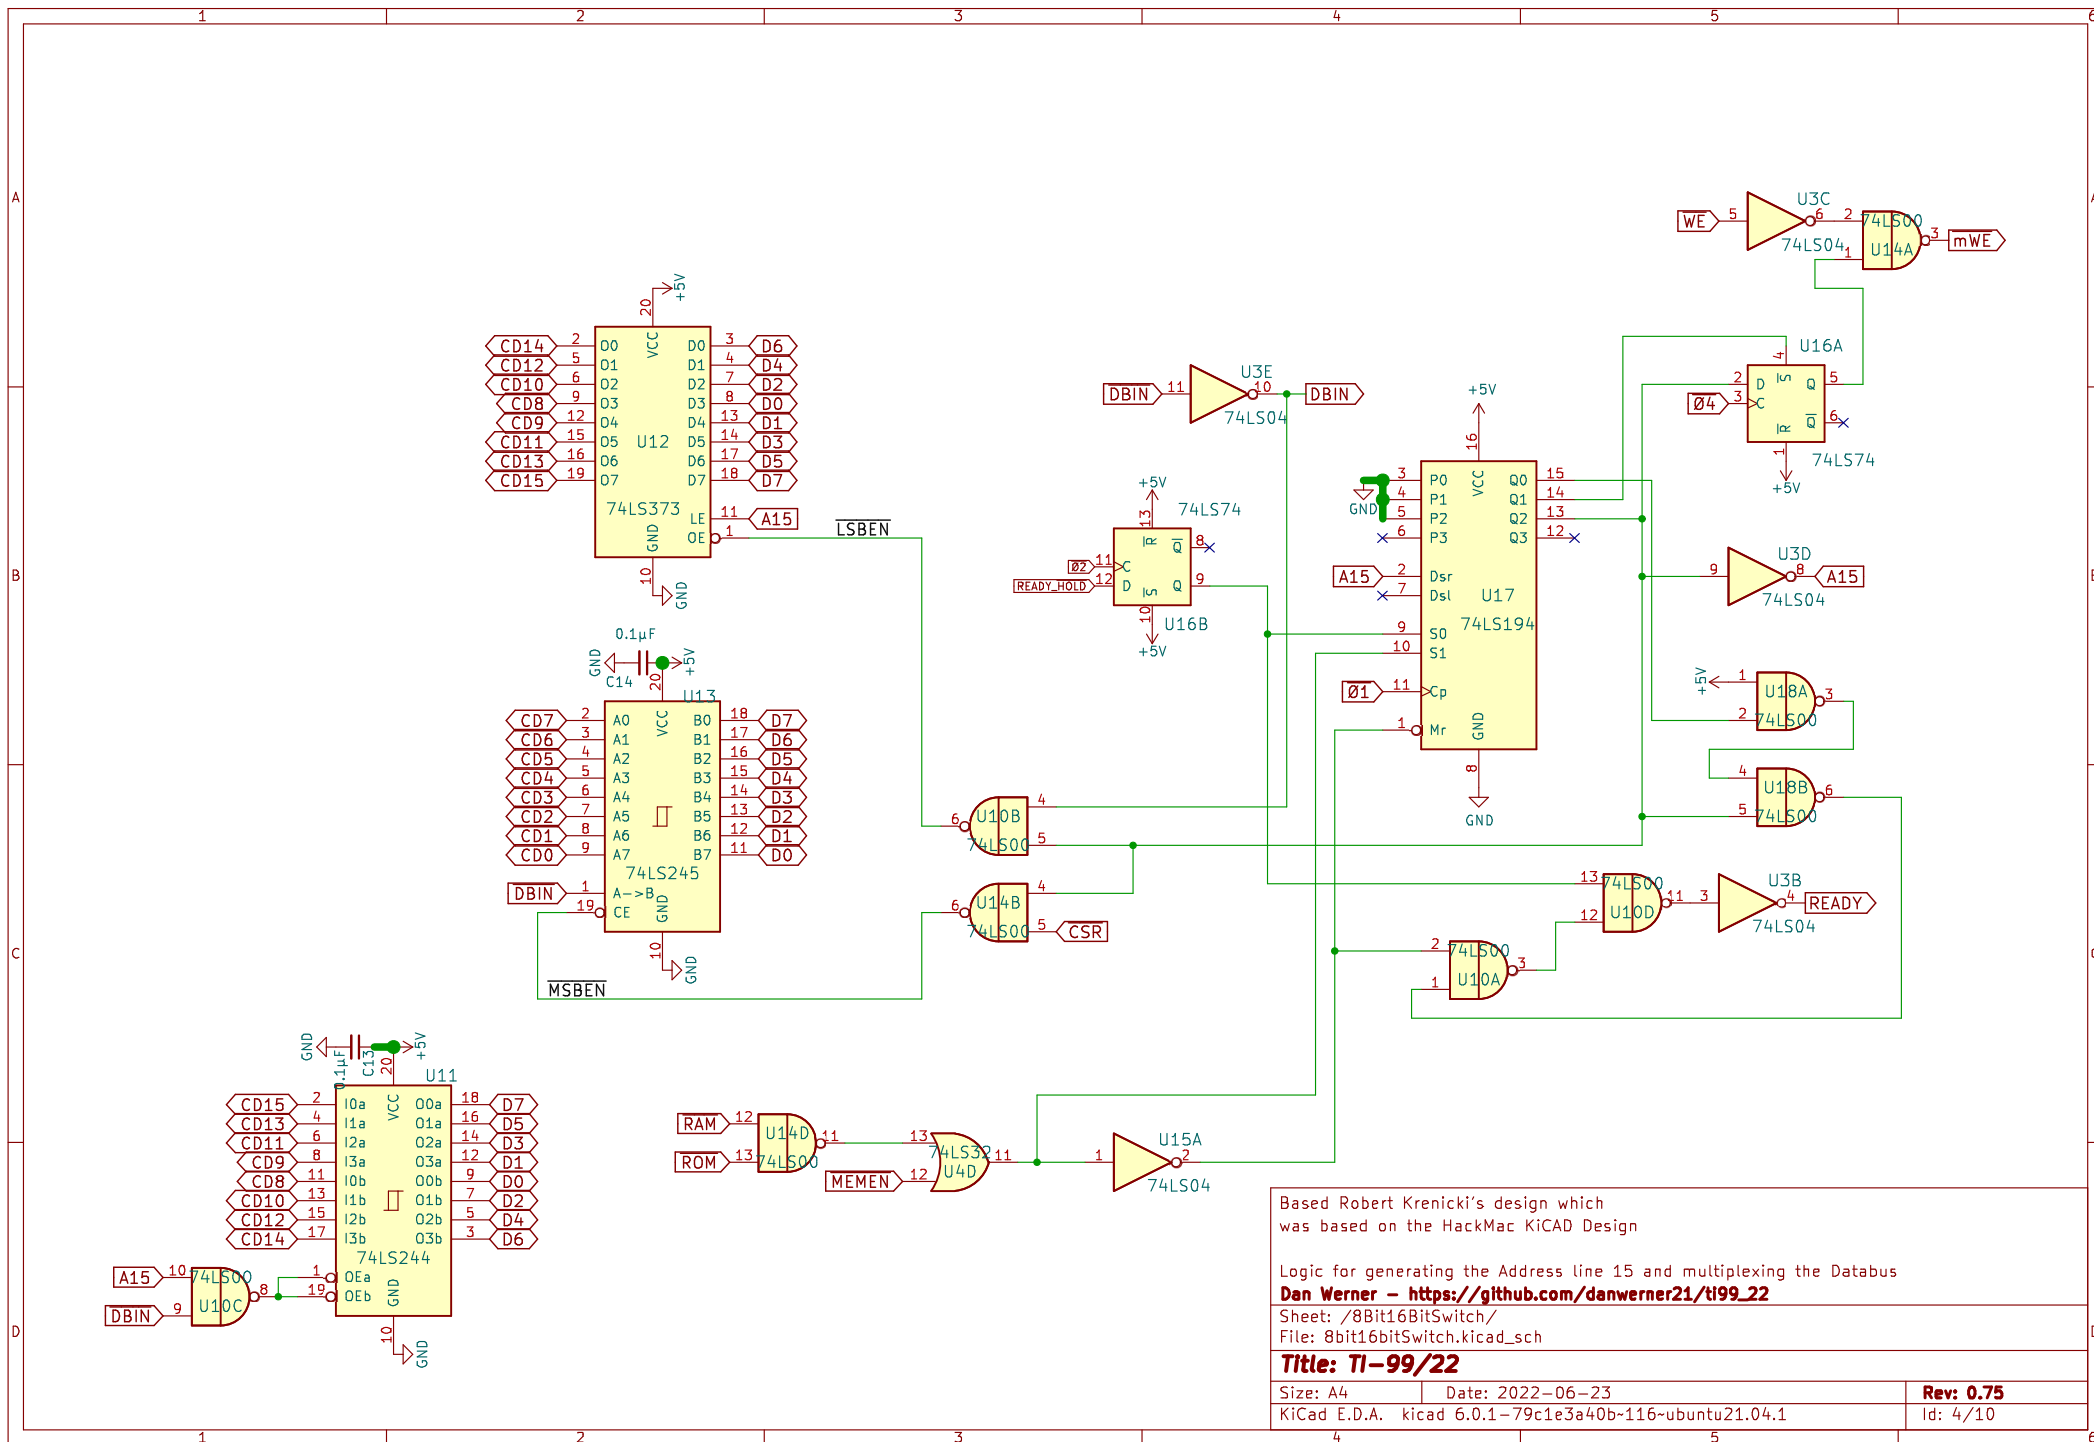 1 2 3 4 5 6
A
B
C
D
A
B
C
D
1 2 3 4 5 6
+5V
20
VCC
CD14 2 O0 D0 3 D6
CD12 5 O1 D1 4 D4
CD10 6 O2 D2 7 D2
CD8 9 O3 D3 8 D0
CD9 12 O4 D4 13 D1
CD11 15 O5 U12 D5 14 D3
CD13 16 O6 D6 17 D5
CD15 19 O7 D7 18 D7
74LS373
LE 11 A15
OE 1
GND
10
GND
LSBEN
0.1µF
GND
C14
+5V
20
U13
VCC
CD7 2 A0 B0 18 D7
CD6 3 A1 B1 17 D6
CD5 4 A2 B2 16 D5
CD4 5 A3 B3 15 D4
CD3 6 A4 B4 14 D3
CD2 7 A5 B5 13 D2
CD1 8 A6 B6 12 D1
CD0 9 A7 B7 11 D0
74LS245
DBIN 1 A->B
19 CE
GND
10
GND
MSBEN
GND
0.1µF
C13
+5V
20
U11
VCC
CD15 2 I0a O0a 18 D7
CD13 4 I1a O1a 16 D5
CD11 6 I2a O2a 14 D3
CD9 8 I3a O3a 12 D1
CD8 11 I0b O0b 9 D0
CD10 13 I1b O1b 7 D2
CD12 15 I2b O2b 5 D4
CD14 17 I3b O3b 3 D6
74LS244
1 OEa
19 OEb
GND
10
GND
A15 10 74LS00
8
DBIN 9 U10C
RAM 12
U14D 11
ROM 13 74LS00
13 74LS32
MEMEN 12 U4D 11
U15A
1 2
74LS04
6 U10B 4
74LS00 5
6 U14B 4
74LS00 5 CSR
U3E
DBIN 11 10 DBIN
74LS04
+5V
13
74LS74
R Q 8
Ø2 11 C
READY_HOLD 12 D Q 9
S
10
U16B
+5V
+5V
16
VCC
3 P0 Q0 15
GND 4 P1 Q1 14
5 P2 Q2 13
6 P3 Q3 12
A15 2 Dsr
7 Dsl U17
74LS194
9 S0
10 S1
Ø1 11 Cp
1 Mr
GND
8
GND
WE 5 6
U3C
74LS04
2 74LS00
3 mWE
1 U14A
U16A
4
2 D S Q 5
Ø4 3 C
R Q 6
1
74LS74
+5V
U3D
9 8 A15
74LS04
+5V 1 U18A
3
2 74LS00
4 U18B
6
5 74LS00
13 74LS00
11
12 U10D
U3B
3 4 READY
74LS04
2 74LS00
3
1 U10A
Based Robert Krenicki's design which
was based on the HackMac KiCAD Design
Logic for generating the Address line 15 and multiplexing the Databus
Dan Werner - https://github.com/danwerner21/ti99_22
Sheet: /8Bit16BitSwitch/
File: 8bit16bitSwitch.kicad_sch
Title: TI-99/22
Size: A4 Date: 2022-06-23 Rev: 0.75
KiCad E.D.A. kicad 6.0.1-79c1e3a40b~116~ubuntu21.04.1 Id: 4/10